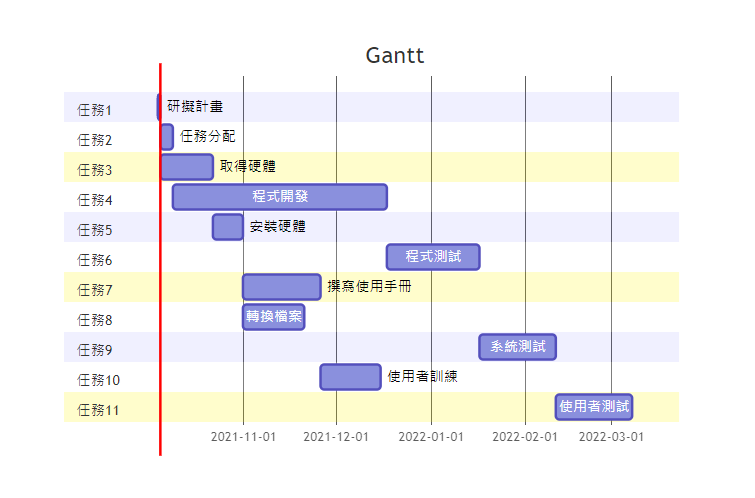 Gantt
任務1 研擬計畫
任務2 任務分配
任務3 取得硬體
任務4 程式開發
任務5 安裝硬體
任務6 程式測試
任務7 撰寫使用手冊
任務8 轉換檔案
任務9 系統測試
任務10 使用者訓練
任務11 使用者測試
2021-11-01 2021-12-01 2022-01-01 2022-02-01 2022-03-01